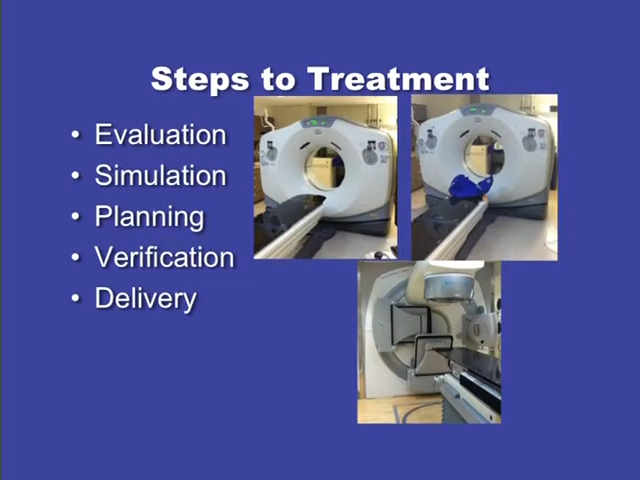 Steps to Treatment
• Evaluation
• Simulation
• Planning
• Verification
• Delivery